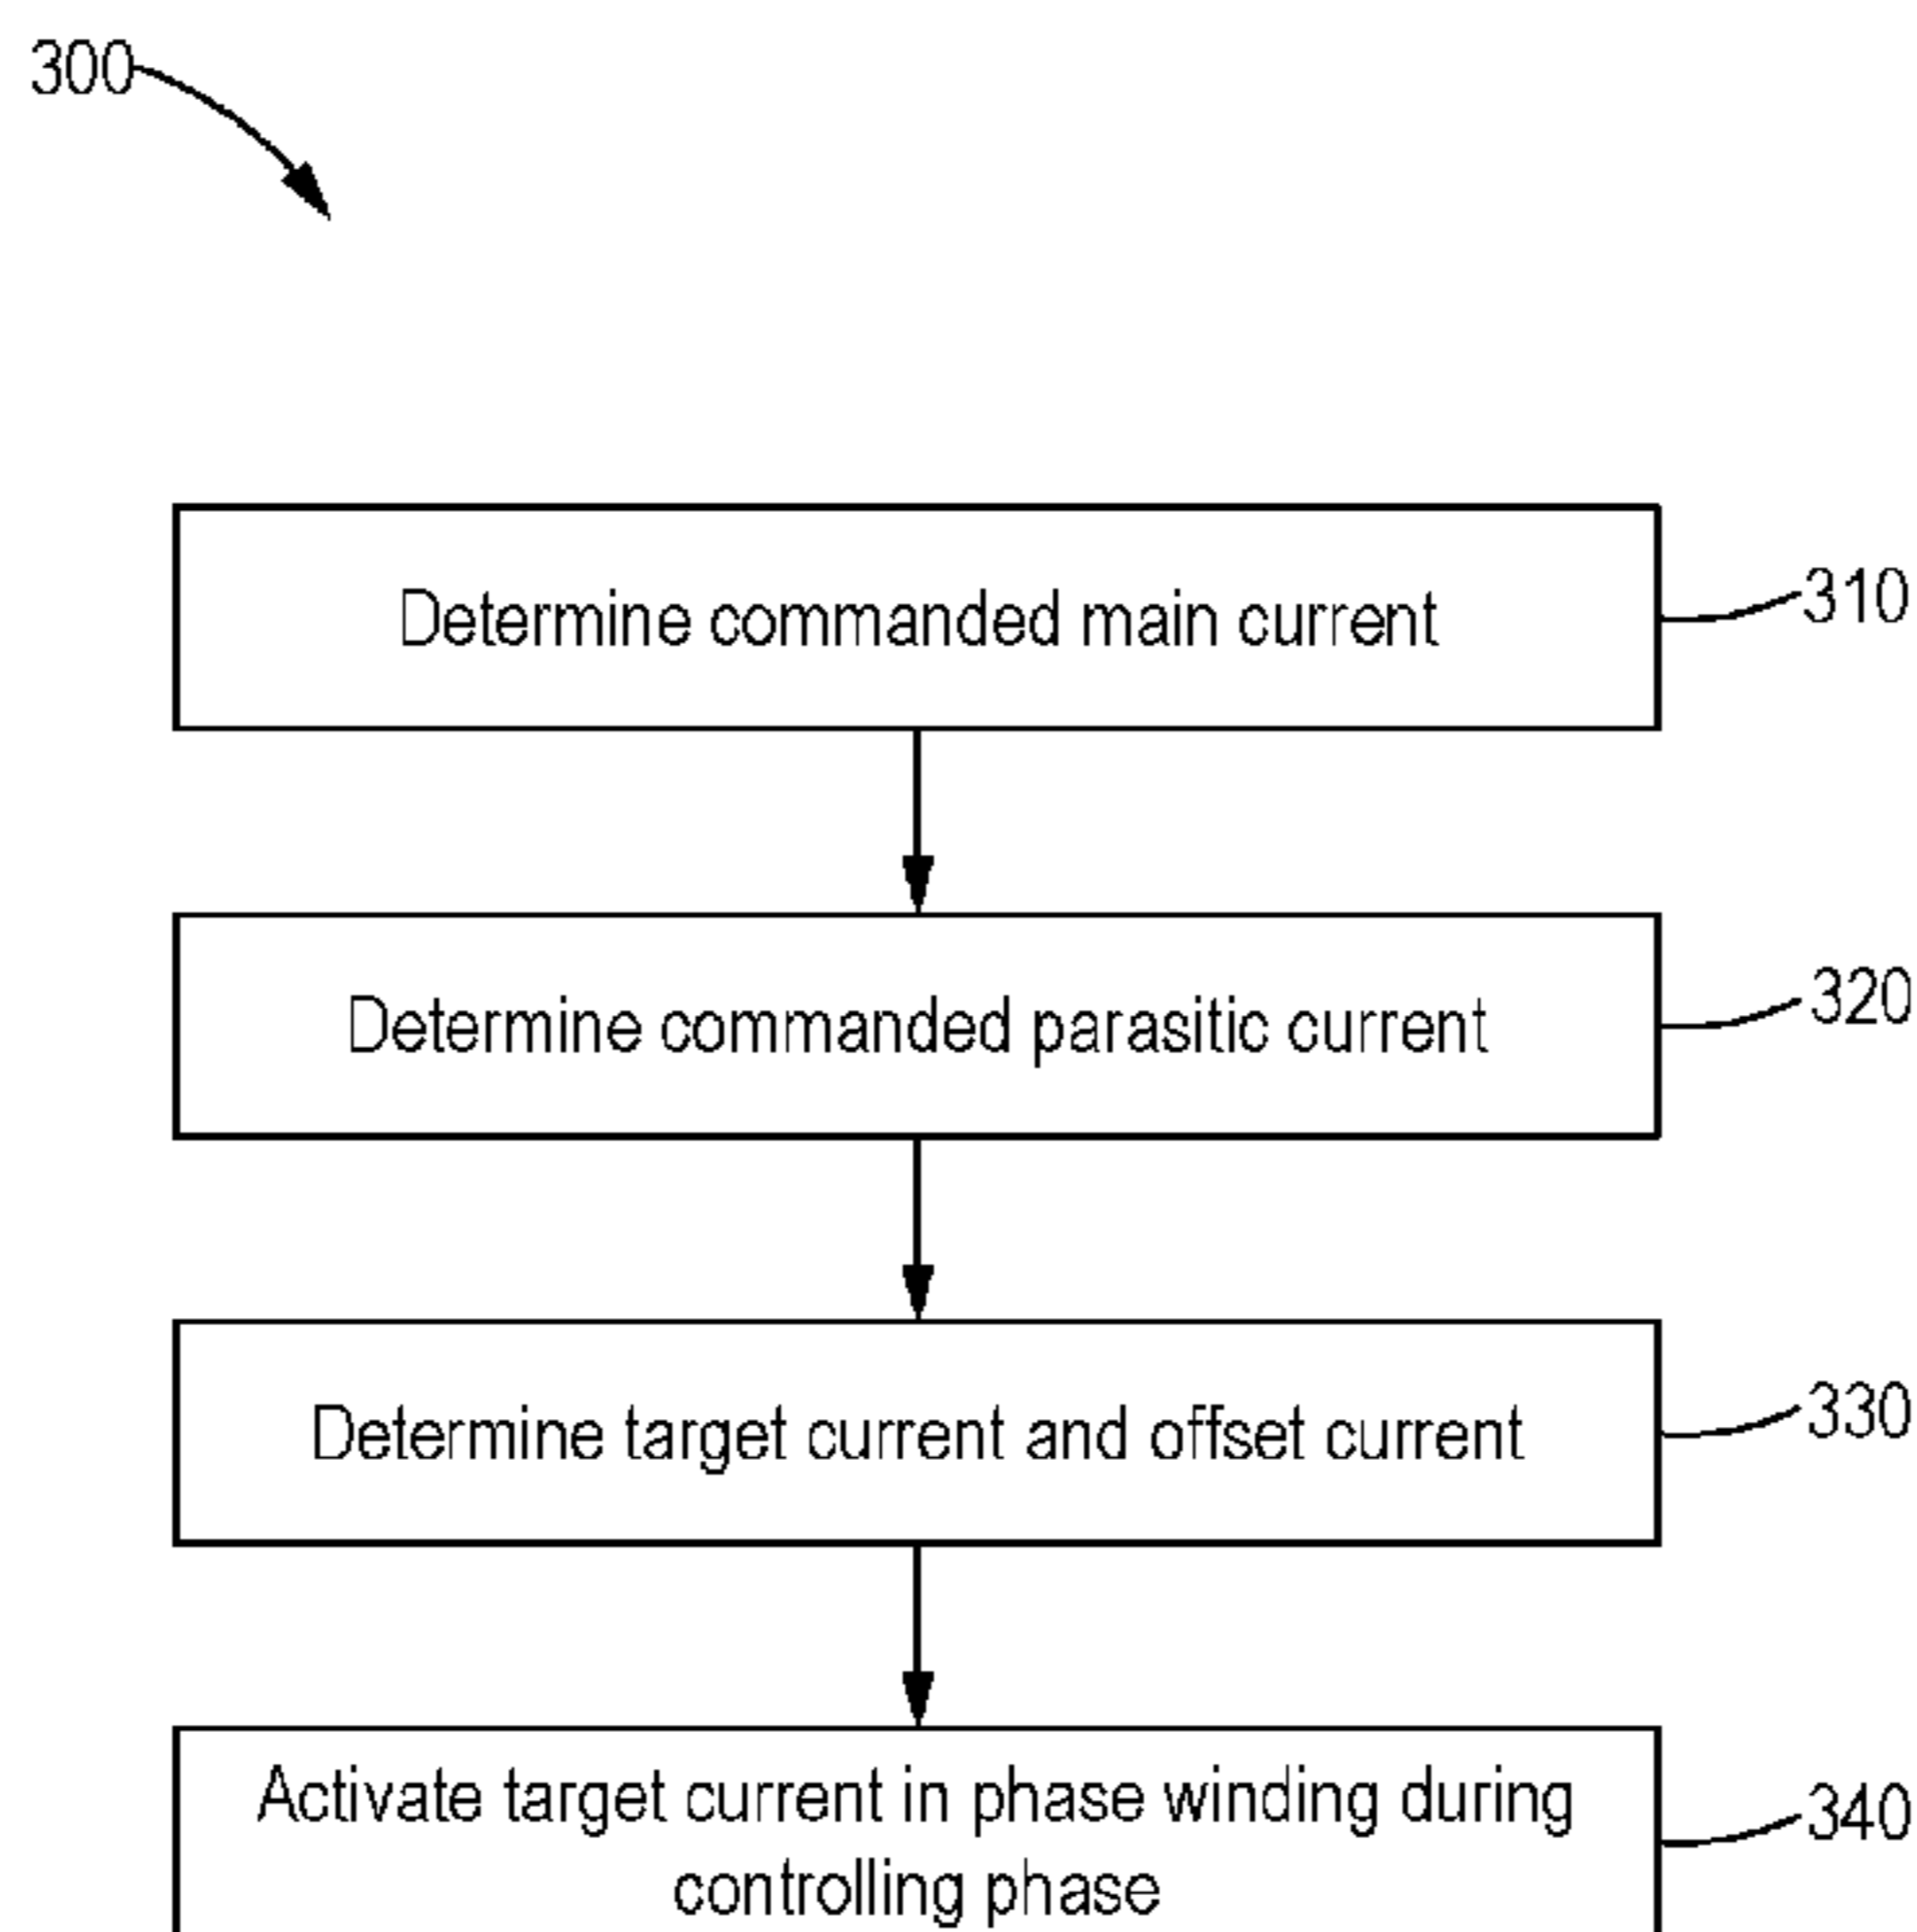 300
Determine commanded main current
310
Determine commanded parasitic current
320
Determine target current and offset current
330
Activate target current in phase winding during
controlling phase
340